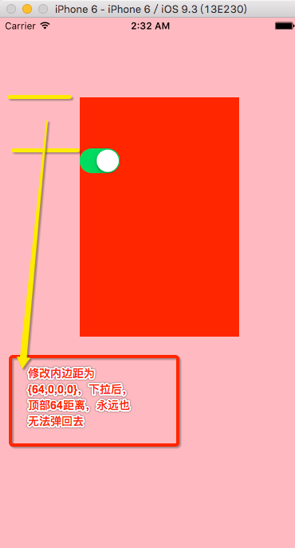 iPhone 6 - iPhone 6 / iOS 9.3 (13E230)
Carrier 2:32 AM
修改内边距为
{64,0,0,0}，下拉后，
顶部64距离，永远也
无法弹回去